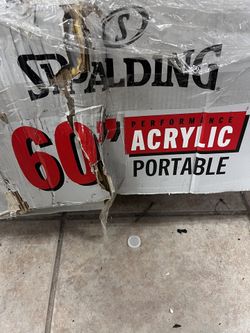 SPALDING
60"
PERFORMANCE
ACRYLIC
PORTABLE